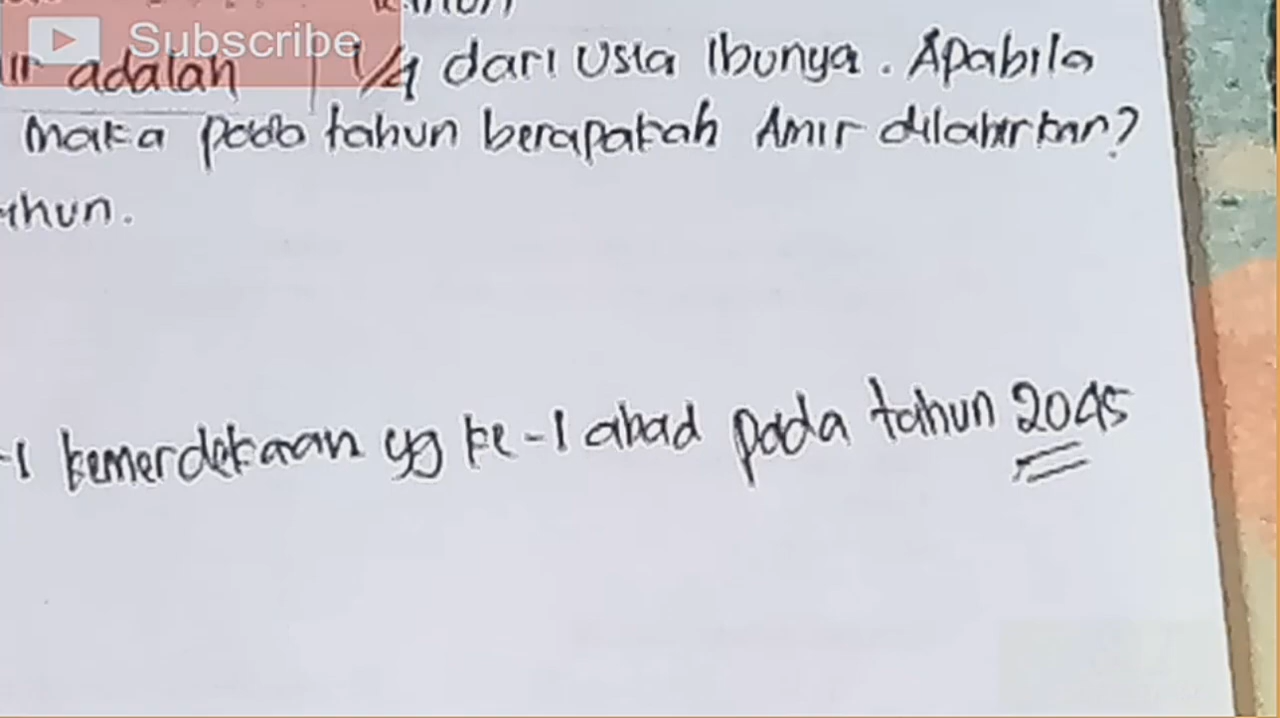 Subscribe
adalah 1/4 dari usia Ibunya. Apabila
maka pada tahun berapakah Amir dilahirkan?
ahun.
-1 kemerdekaan yg ke-1 abad pada tahun 2045